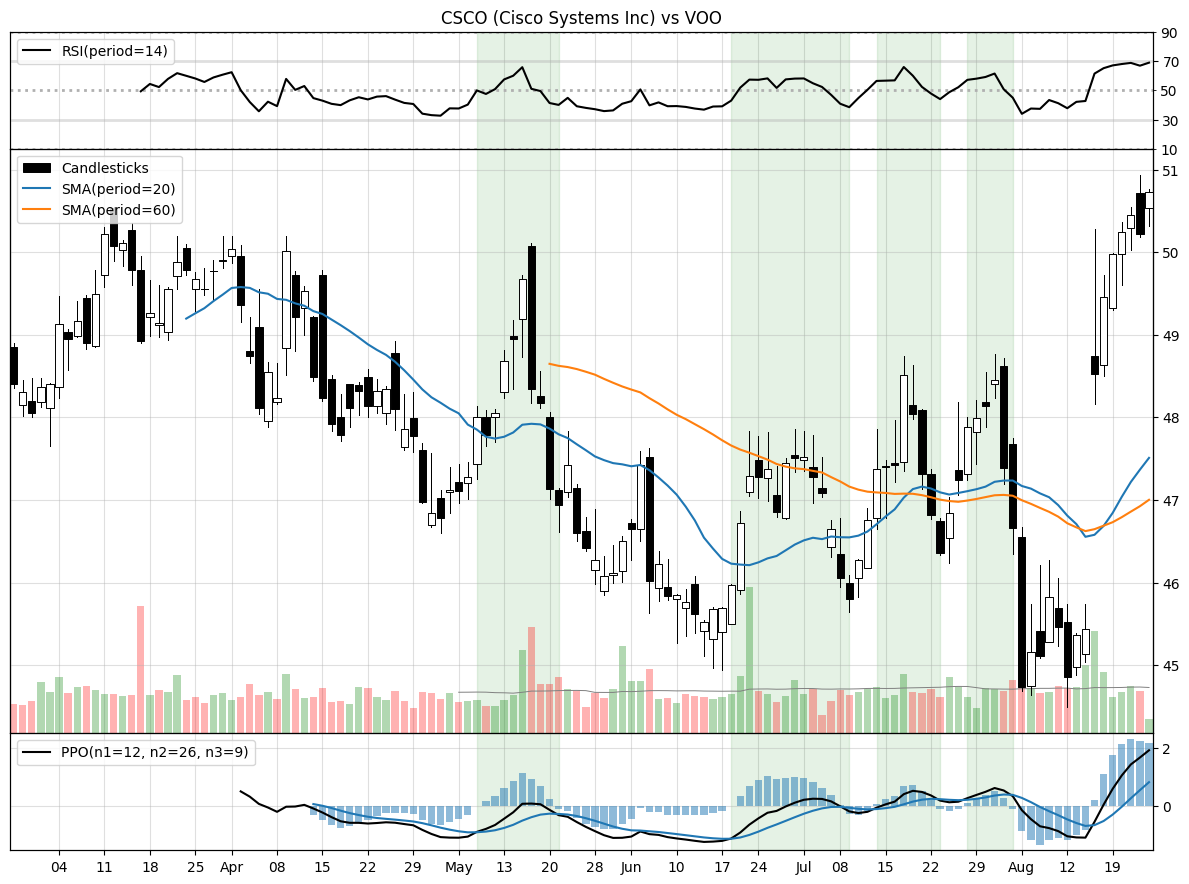 CSCO (Cisco Systems Inc) vs VOO
RSI(period=14)
90
70
50
30
10
Candlesticks
SMA(period=20)
SMA(period=60)
51
50
49
48
47
46
45
PPO(n1=12, n2=26, n3=9)
2
0
04 11 18 25 Apr 08 15 22 29 May 13 20 28 Jun 10 17 24 Jul 08 15 22 29 Aug 12 19